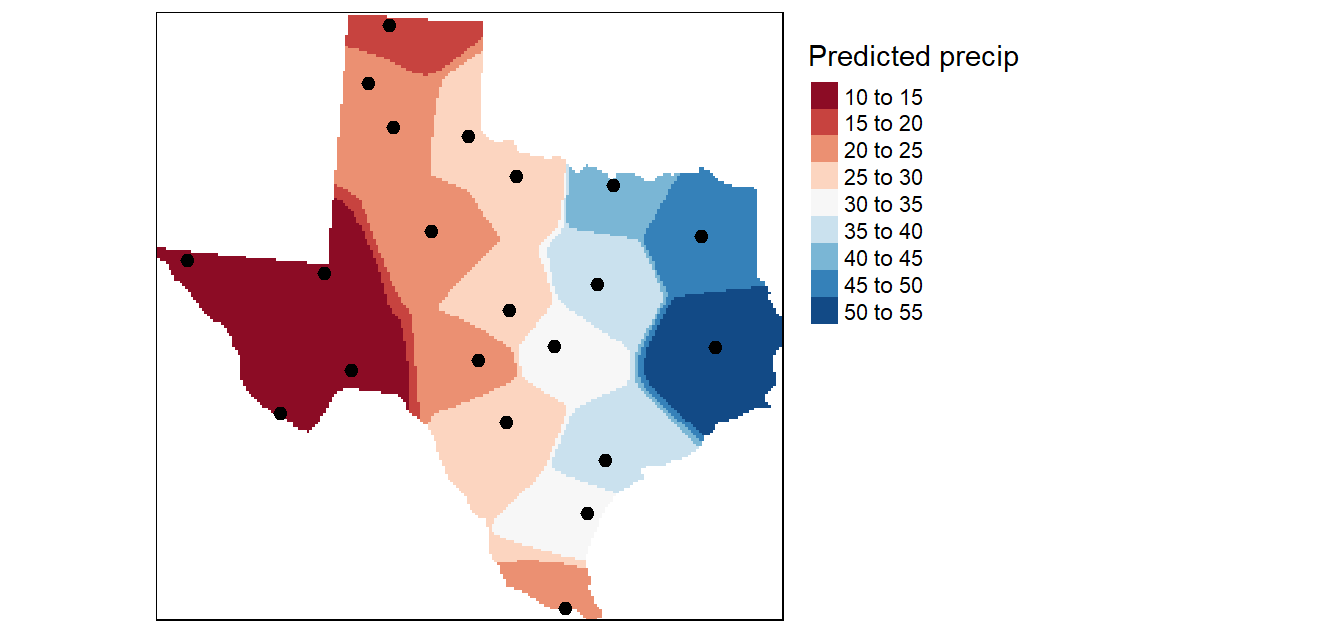 Predicted precip
10 to 15
15 to 20
20 to 25
25 to 30
30 to 35
35 to 40
40 to 45
45 to 50
50 to 55